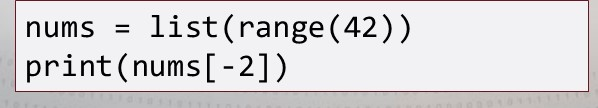 nums = list(range(42))
print(nums[-2])